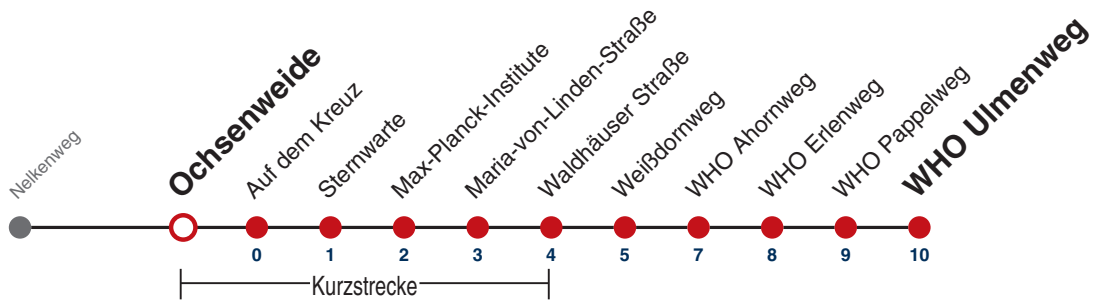 Nelkenweg
Ochsenweide
Auf dem Kreuz
Sternwarte
Max-Planck-Institute
Maria-von-Linden-Straße
Waldhäuser Straße
Weißdornweg
WHO Ahornweg
WHO Erlenweg
WHO Pappelweg
WHO Ulmenweg
0 1 2 3 4 5 7 8 9 10
Kurzstrecke